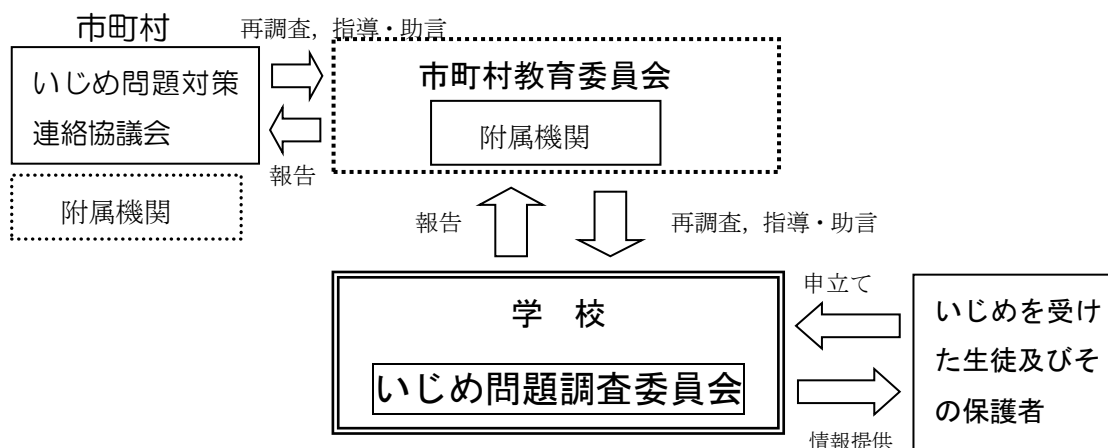 市町村
再調査，指導・助言
いじめ問題対策
連絡協議会
市町村教育委員会
附属機関
報告
附属機関
報告
再調査，指導・助言
申立て
学　校
いじめ問題調査委員会
いじめを受け
た生徒及びそ
の保護者
情報提供